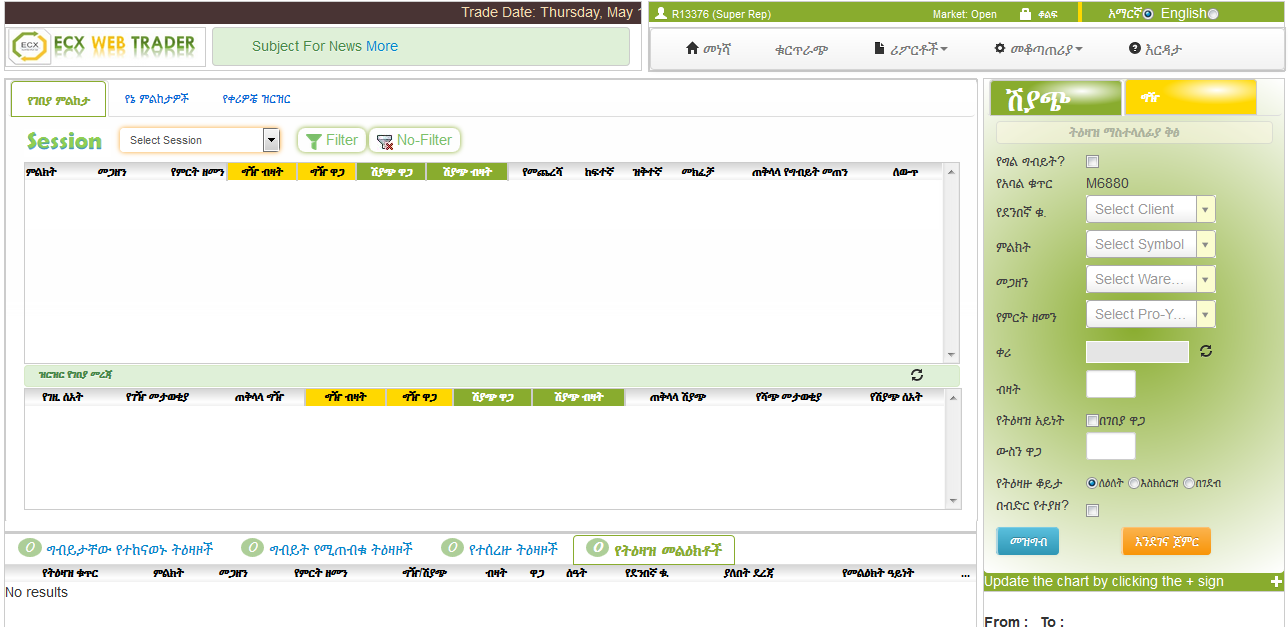 Trade Date: Thursday, May
R13376 (Super Rep)
Market: Open
ቆልፍ
አማርኛ English
ECX
ECX WEB TRADER
Subject For News More
መነሻ
ቁርጥራጭ
ሪፖርቶች
መቆጣጠሪያ
እርዳታ
የገበያ ምልከታ
የኔ ምልከታዎች
የቀሪዎቼ ዝርዝር
Session
Select Session
Filter
No-Filter
ምልክት መጋዘን የምርት ዘመን ግዥ ብዛት ግዥ ዋጋ ሽያጭ ዋጋ ሽያጭ ብዛት የመጨረሻ ከፍተኛ ዝቅተኛ መክፈቻ ጠቅላላ የግብይት መጠን ለውጥ
ዝርዝር የገበያ መረጃ
የገዢ ሰአት የገዥ መታወቂያ ጠቅላላ ግዥ ግዥ ብዛት ግዥ ዋጋ ሽያጭ ዋጋ ሽያጭ ብዛት ጠቅላላ ሽያጭ የሻጭ መታወቂያ የሽያጭ ሰአት
0 ግብይታቸው የተከናወኑ ትዕዛዞች
0 ግብይት የሚጠብቁ ትዕዛዞች
0 የተሰረዙ ትዕዛዞች
0 የትዕዛዝ መልዕክቶች
የትዕዛዝ ቁጥር ምልክት መጋዘን የምርት ዘመን ግዥ/ሽያጭ ብዛት ዋጋ ሰዓት የደንበኛ ቁ. ያለበት ደረጃ የመልዕክት ዓይነት ...
No results
ሽያጭ
ግዥ
ትዕዛዝ ማስተላለፊያ ቅፅ
የግል ግብይት?
የአባል ቁጥር M6880
የደንበኛ ቁ. Select Client
ምልክት Select Symbol
መጋዘን Select Ware...
የምርት ዘመን Select Pro-Y...
ቀሪ
ብዛት
የትዕዛዝ አይነት በገበያ ዋጋ
ውስን ዋጋ
የትዕዛዙ ቆይታ ለዕለት እስከሰርዝ በገደብ
በብድር የተያዘ?
መዝግብ
እንደገና ጀምር
Update the chart by clicking the + sign
From : To :